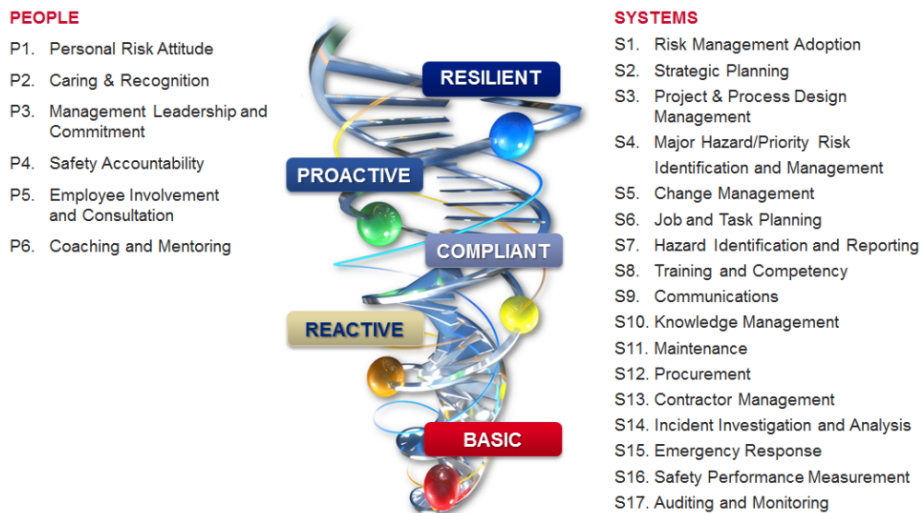 PEOPLE
P1. Personal Risk Attitude
P2. Caring & Recognition
P3. Management Leadership and
Commitment
P4. Safety Accountability
P5. Employee Involvement
and Consultation
P6. Coaching and Mentoring
RESILIENT
PROACTIVE
COMPLIANT
REACTIVE
BASIC
SYSTEMS
S1. Risk Management Adoption
S2. Strategic Planning
S3. Project & Process Design
Management
S4. Major Hazard/Priority Risk
Identification and Management
S5. Change Management
S6. Job and Task Planning
S7. Hazard Identification and Reporting
S8. Training and Competency
S9. Communications
S10. Knowledge Management
S11. Maintenance
S12. Procurement
S13. Contractor Management
S14. Incident Investigation and Analysis
S15. Emergency Response
S16. Safety Performance Measurement
S17. Auditing and Monitoring